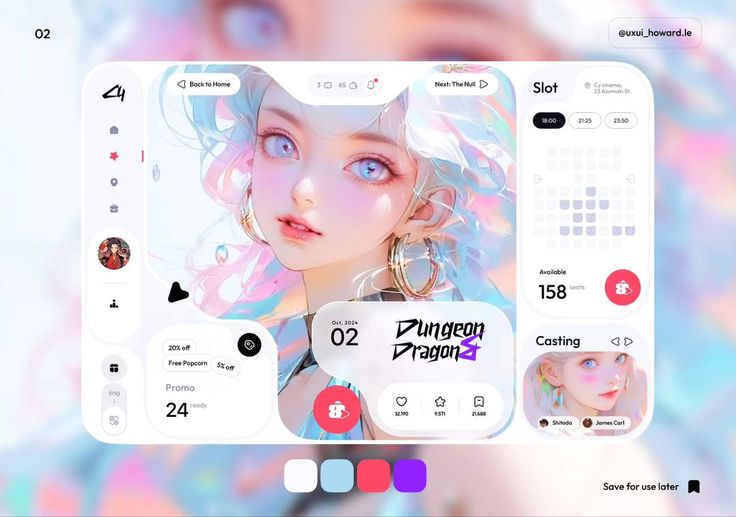 02
@uxui_howard.le
Back to Home
3
65
Next: The Null
Slot
Cy cinema,
23 Azumaki St.
18:00
21:25
23:50
Available
158 seats
20% off
Free Popcorn
5% off
Promo
24 ready
Eng
Oct, 2024
02
Dungeon
Dragon
32,190
9,571
21,688
Casting
Shitoda
James Carl
Save for use later